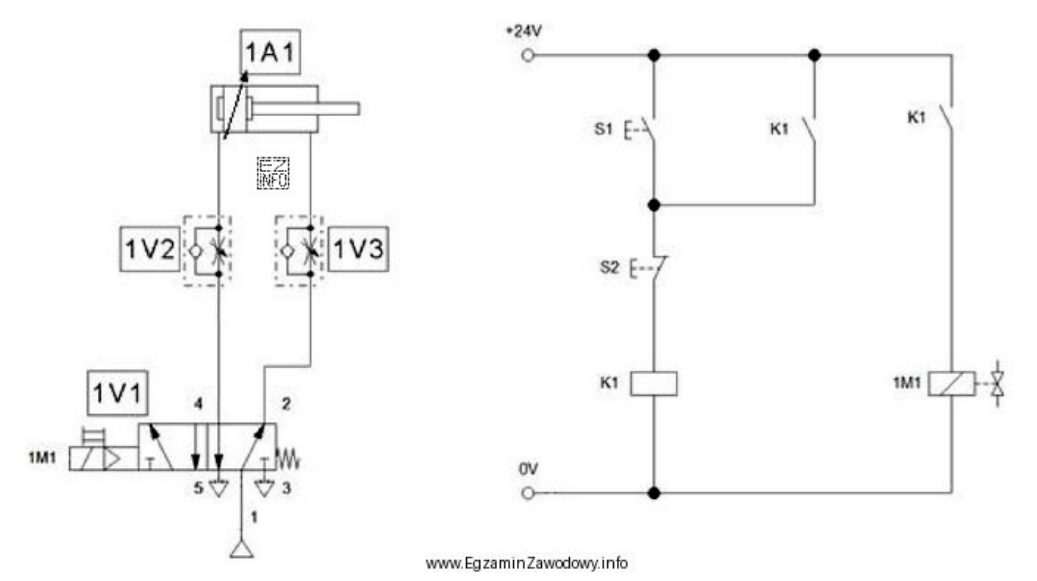 1A1
EZ
INFO
1V2
1V3
1V1
4
2
1M1
5
3
1
+24V
S1
K1
K1
S2
K1
1M1
0V
www.EgzaminZawodowy.info